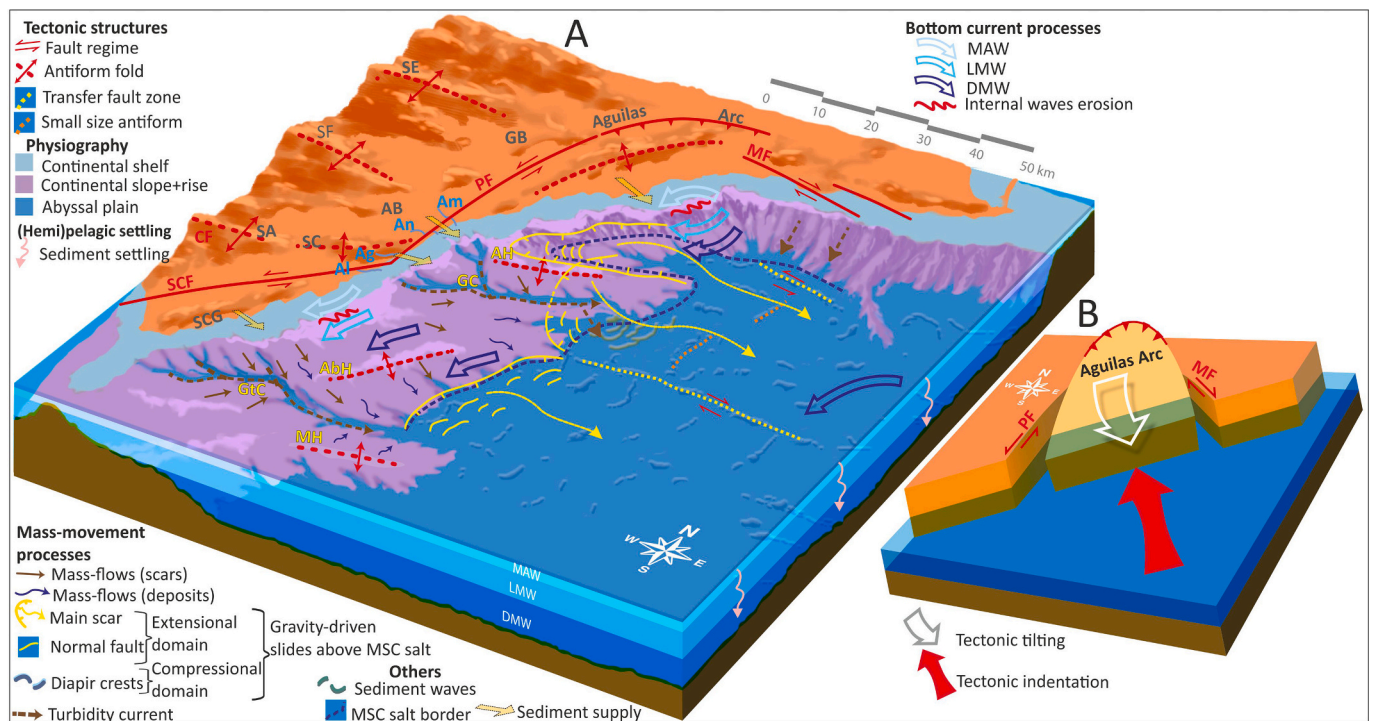 Tectonic structures
Fault regime
Antiform fold
Transfer fault zone
Small size antiform
Physiography
Continental shelf
Continental slope+rise
Abyssal plain
(Hemi)pelagic settling
Sediment settling
A
Bottom current processes
MAW
LMW
DMW
Internal waves erosion
0
10
20
30
40
50 km
SE
SF
GB
Aguilas Arc
MF
PF
CF
SA
SC
AB
Am
An
Ag
Al
SCF
SCG
AH
GC
AbH
GtC
MH
N
W
E
S
MAW
LMW
DMW
B
Aguilas Arc
N
W
E
S
PF
MF
Tectonic tilting
Tectonic indentation
Mass-movement
processes
Mass-flows (scars)
Mass-flows (deposits)
Main scar
Normal fault
Extensional
domain
Diapir crests
Compressional
domain
Gravity-driven
slides above MSC salt
Turbidity current
Others
Sediment waves
MSC salt border
Sediment supply